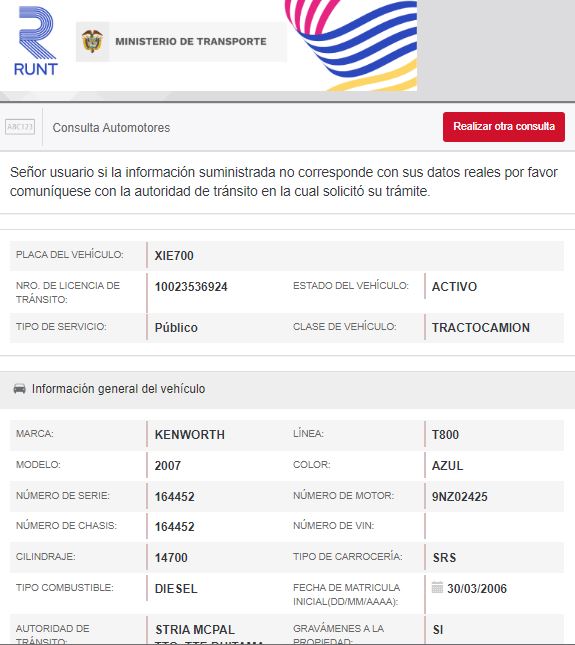 RUNT
MINISTERIO DE TRANSPORTE
ABC123
Consulta Automotores
Realizar otra consulta
Señor usuario si la información suministrada no corresponde con sus datos reales por favor
comuníquese con la autoridad de tránsito en la cual solicitó su trámite.
PLACA DEL VEHÍCULO: XIE700
NRO. DE LICENCIA DE TRÁNSITO: 10023536924 ESTADO DEL VEHÍCULO: ACTIVO
TIPO DE SERVICIO: Público CLASE DE VEHÍCULO: TRACTOCAMION
Información general del vehículo
MARCA: KENWORTH LÍNEA: T800
MODELO: 2007 COLOR: AZUL
NÚMERO DE SERIE: 164452 NÚMERO DE MOTOR: 9NZ02425
NÚMERO DE CHASIS: 164452 NÚMERO DE VIN:
CILINDRAJE: 14700 TIPO DE CARROCERÍA: SRS
TIPO COMBUSTIBLE: DIESEL FECHA DE MATRICULA INICIAL(DD/MM/AAAA): 30/03/2006
AUTORIDAD DE TRÁNSITO: STRIA MCPAL TTO TTE DUITAMA GRAVÁMENES A LA PROPIEDAD: SI